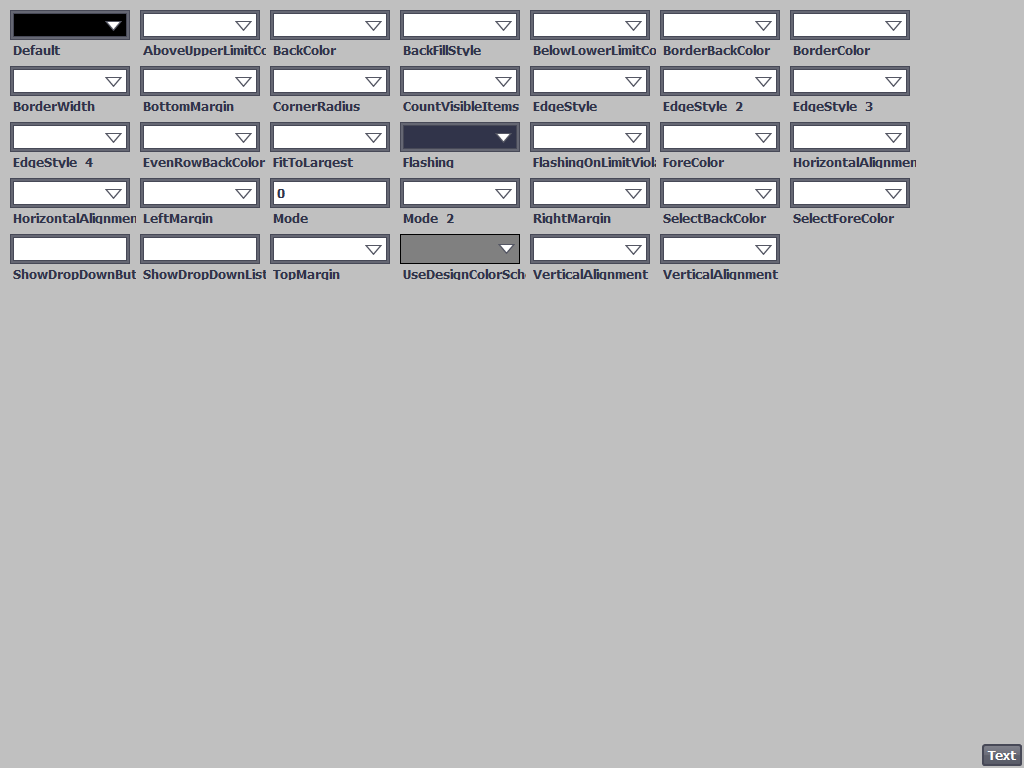 Default AboveUpperLimitCo BackColor BackFillStyle BelowLowerLimitCo BorderBackColor BorderColor
BorderWidth BottomMargin CornerRadius CountVisibleItems EdgeStyle EdgeStyle_2 EdgeStyle_3
EdgeStyle_4 EvenRowBackColor FitToLargest Flashing FlashingOnLimitViola ForeColor HorizontalAlignmen
0
HorizontalAlignmen LeftMargin Mode Mode_2 RightMargin SelectBackColor SelectForeColor
ShowDropDownBut ShowDropDownList TopMargin UseDesignColorSch VerticalAlignment VerticalAlignment
Text